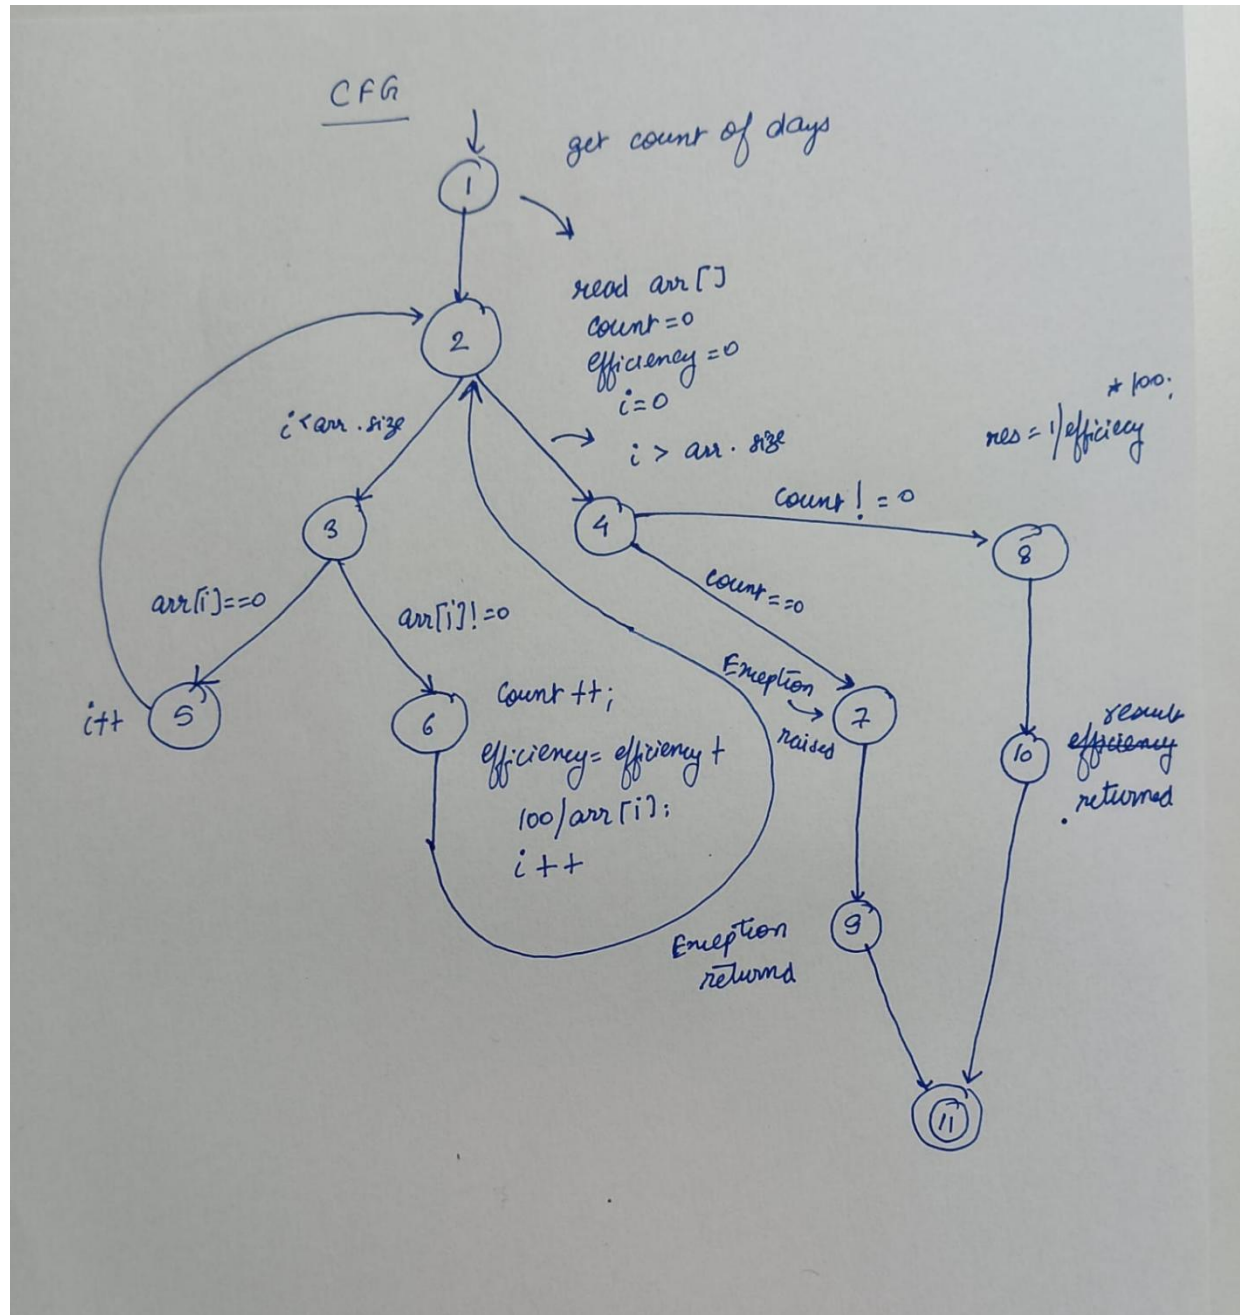 CFG
get count of days
1
read arr[]
count=0
efficiency=0
i=0
2
i<arr.size
i > arr.size
* 100;
res = 1/efficiecy
count! = 0
3
4
8
arr[i]==0
arr[i]!=0
count==0
Exception
raised
7
i++
5
6
count ++;
efficiency= efficiency +
100/arr[i];
i++
10
result
efficiency
returned
9
Exception
returnd
11